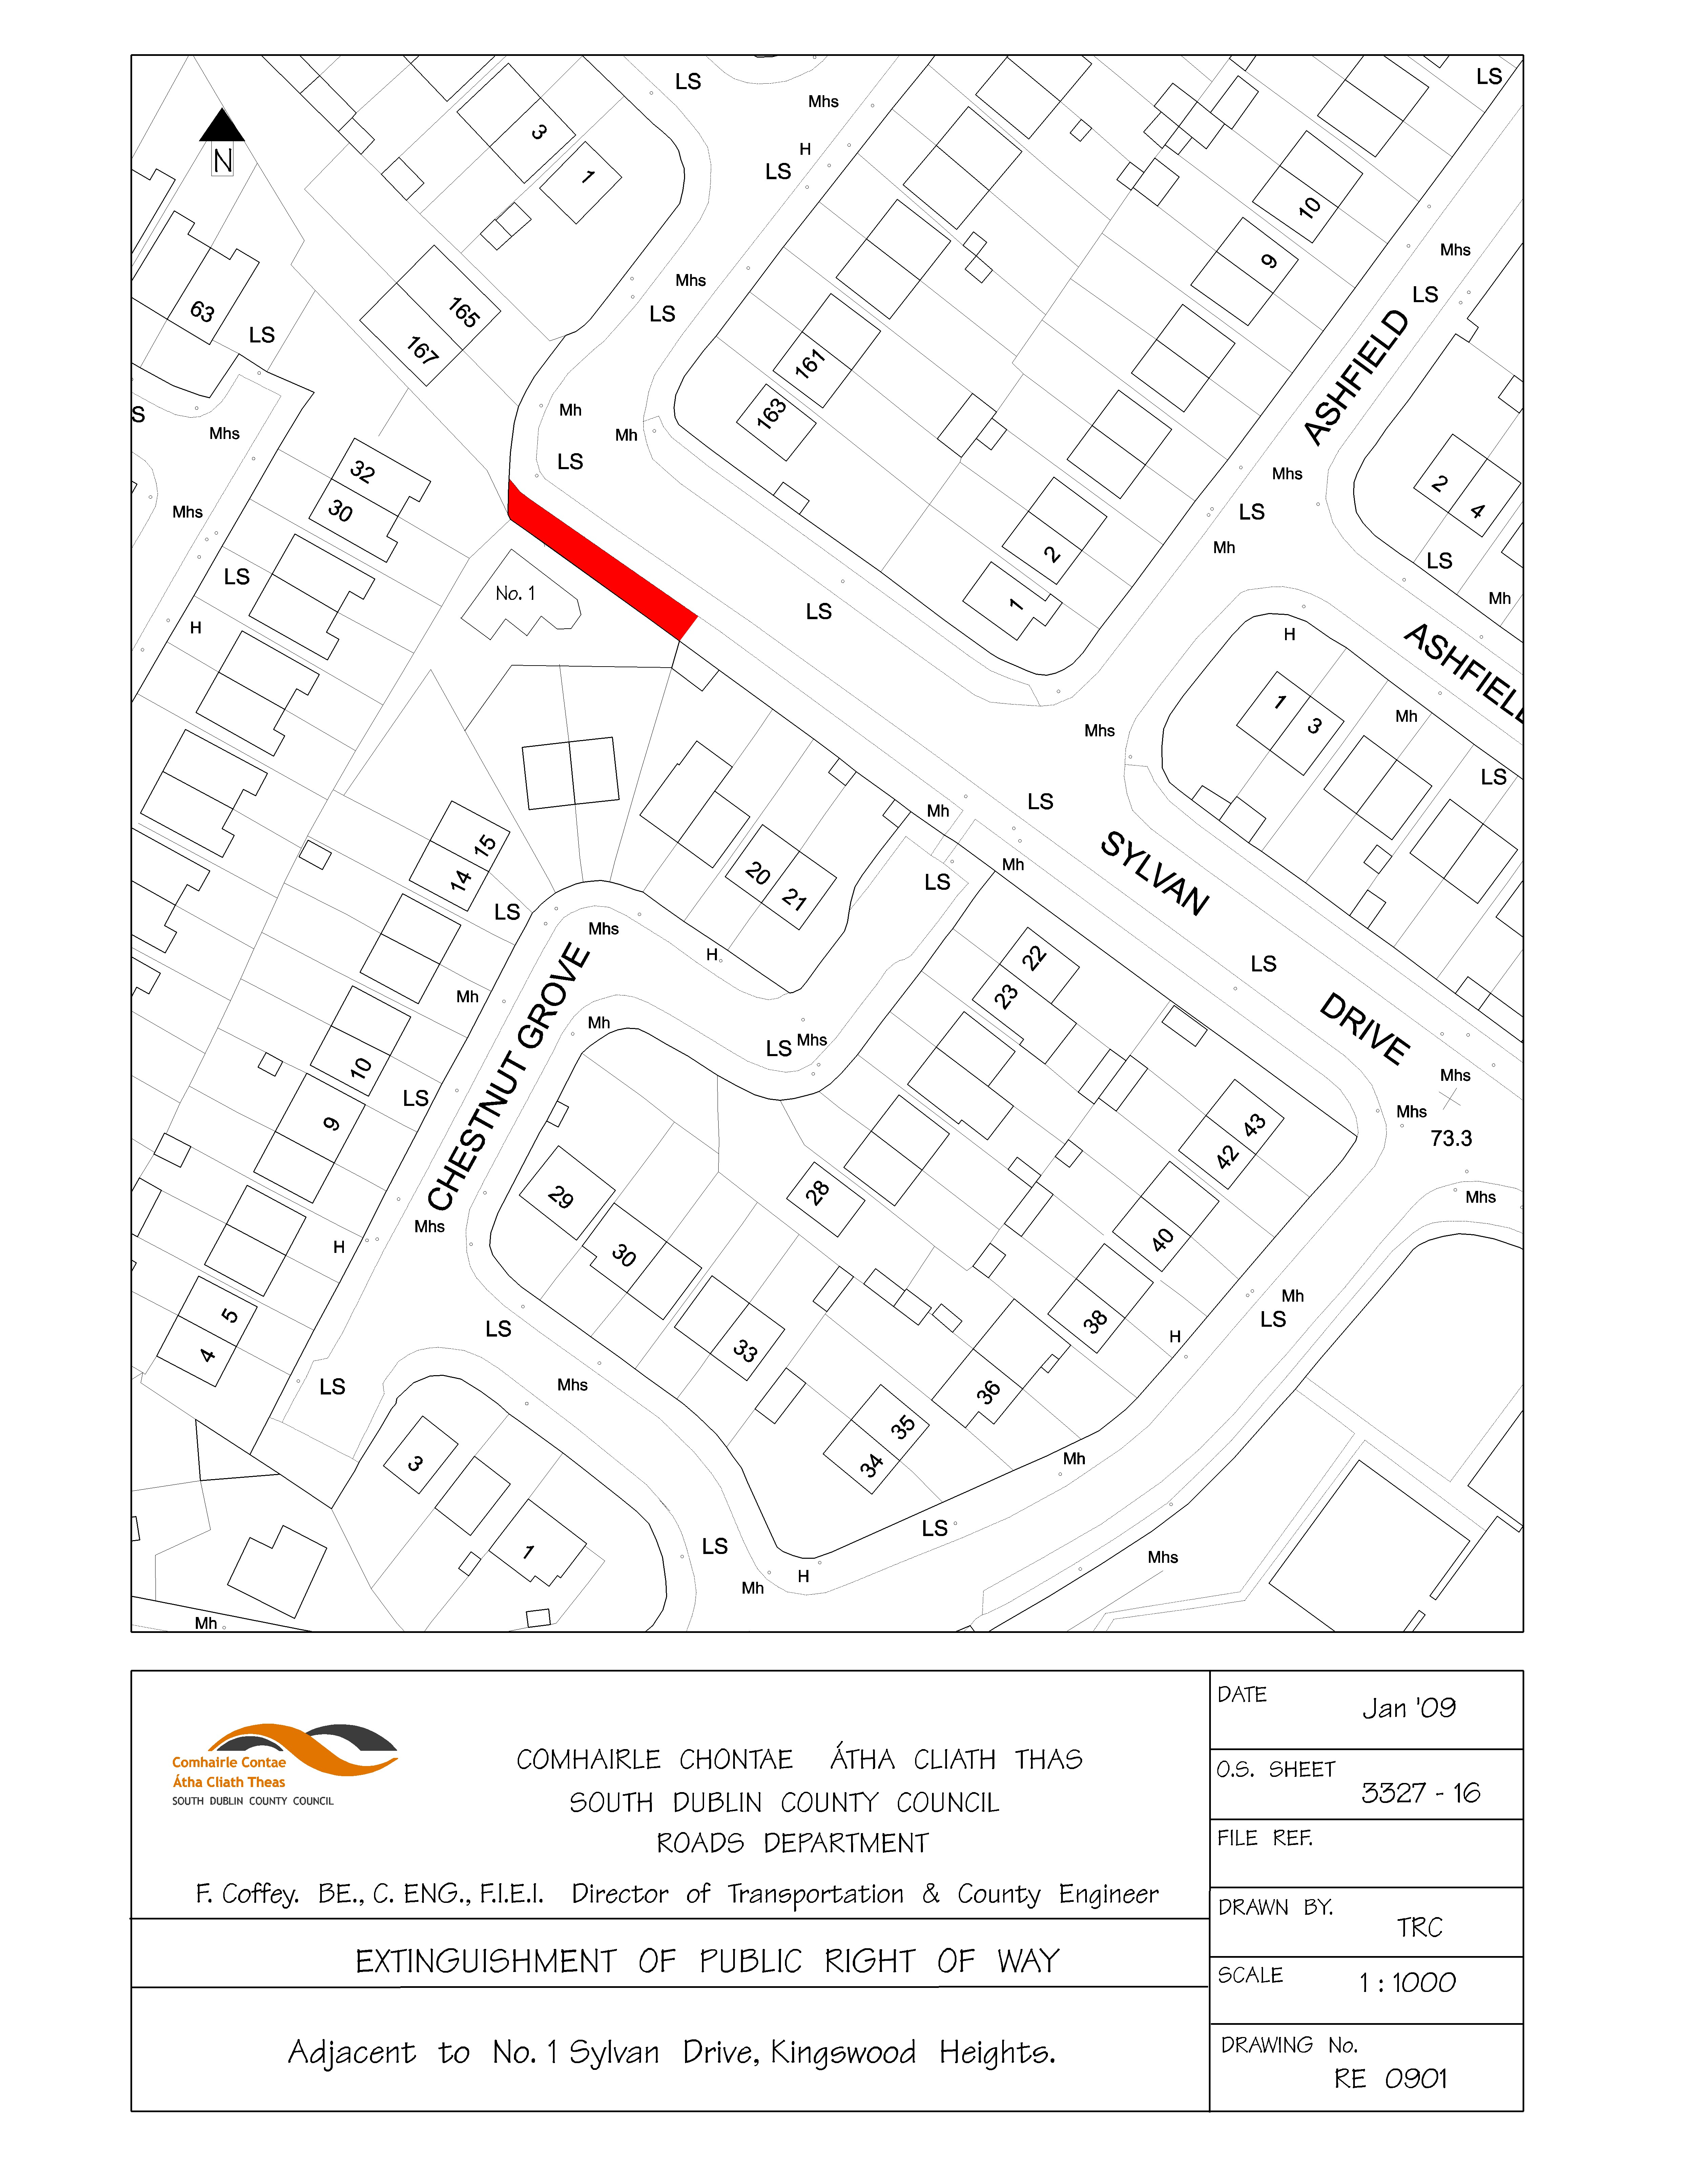 LS
LS
Mhs
3
H
1
LS
N
10
Mhs
9
Mhs
LS
63
165
LS
ASHFIELD
LS
167
161
Mh
163
S
Mhs
Mh
LS
32
Mhs
2
30
LS
4
Mhs
Mh
2
LS
LS
No. 1
1
Mh
LS
H
H
ASHFIEL
1
3
Mh
Mhs
LS
LS
Mh
15
SYLVAN
Mh
20
14
LS
21
LS
Mhs
H
22
LS
Mh
23
DRIVE
CHESTNUT GROVE
Mh
Mhs
LS
10
Mhs
LS
Mhs
9
43
73.3
42
28
29
Mhs
Mhs
40
H
30
Mh
5
38
LS
LS
H
33
4
LS
Mhs
36
35
3
34
Mh
LS
LS
1
Mhs
H
Mh
Mh
Comhairle Contae
Átha Cliath Theas
SOUTH DUBLIN COUNTY COUNCIL
COMHAIRLE CHONTAE ÁTHA CLIATH THAS
SOUTH DUBLIN COUNTY COUNCIL
ROADS DEPARTMENT
F. Coffey. BE., C. ENG., F.I.E.I. Director of Transportation & County Engineer
EXTINGUISHMENT OF PUBLIC RIGHT OF WAY
Adjacent to No. 1 Sylvan Drive, Kingswood Heights.
DATE
Jan '09
O.S. SHEET
3327 - 16
FILE REF.
DRAWN BY.
TRC
SCALE
1 : 1000
DRAWING No.
RE 0901